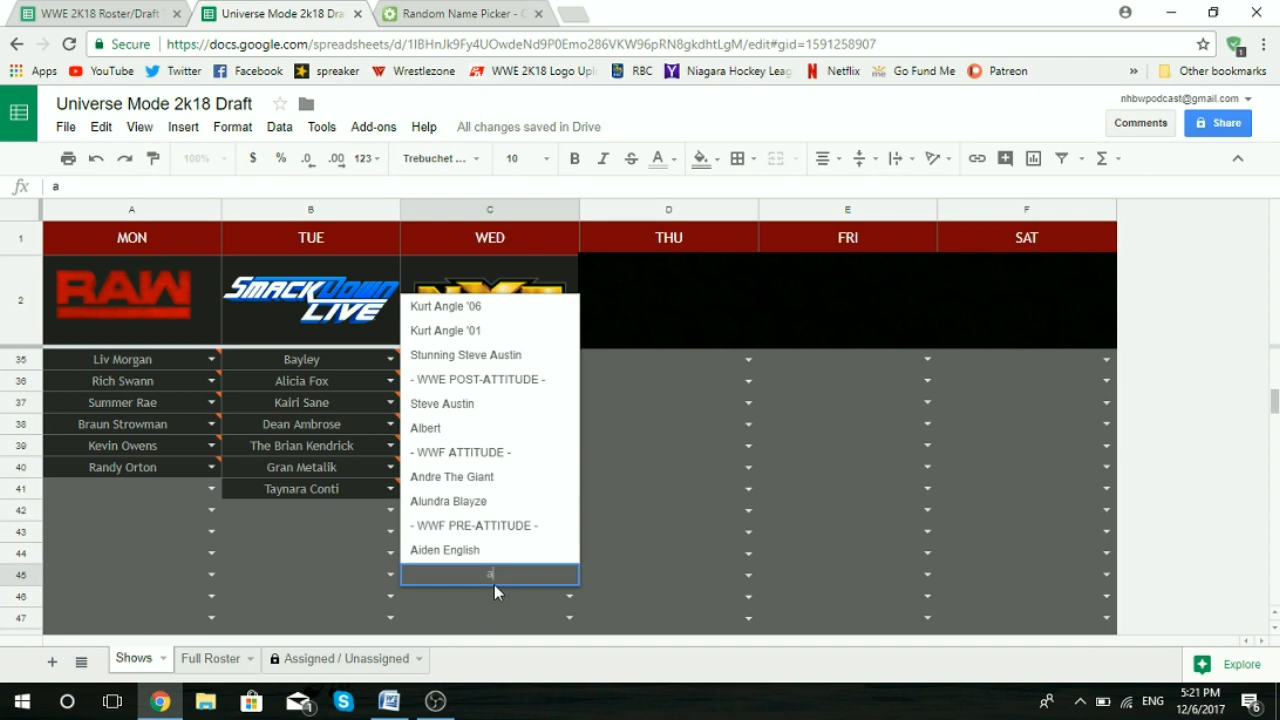 WWE 2K18 Roster/Draft
Universe Mode 2k18 Dra
Random Name Picker - C
Secure
https://docs.google.com/spreadsheets/d/1IBHnJk9Fy4UOwdeNd9P0Emo286VKW96pRN8gkdhtLgM/edit#gid=1591258907
Apps YouTube Twitter Facebook spreaker Wrestlezone WWE 2K18 Logo Upl RBC Niagara Hockey Leag Netflix Go Fund Me Patreon » Other bookmarks
Universe Mode 2k18 Draft
nhbwpodcast@gmail.com
File Edit View Insert Format Data Tools Add-ons Help All changes saved in Drive
Comments Share
100% $ % .0 .00 123 Trebuchet ... 10 B I S A
fx a
A B C D E F
1 MON TUE WED THU FRI SAT
2 RAW SMACKDOWN LIVE NXT
35 Liv Morgan Bayley
36 Rich Swann Alicia Fox
37 Summer Rae Kairi Sane
38 Braun Strowman Dean Ambrose
39 Kevin Owens The Brian Kendrick
40 Randy Orton Gran Metalik
41 Taynara Conti
42
43
44
45 a
46
47
Kurt Angle '06
Kurt Angle '01
Stunning Steve Austin
- WWE POST-ATTITUDE -
Steve Austin
Albert
- WWF ATTITUDE -
Andre The Giant
Alundra Blayze
- WWF PRE-ATTITUDE -
Aiden English
Shows Full Roster Assigned / Unassigned
Explore
ENG
5:21 PM
12/6/2017
1
6